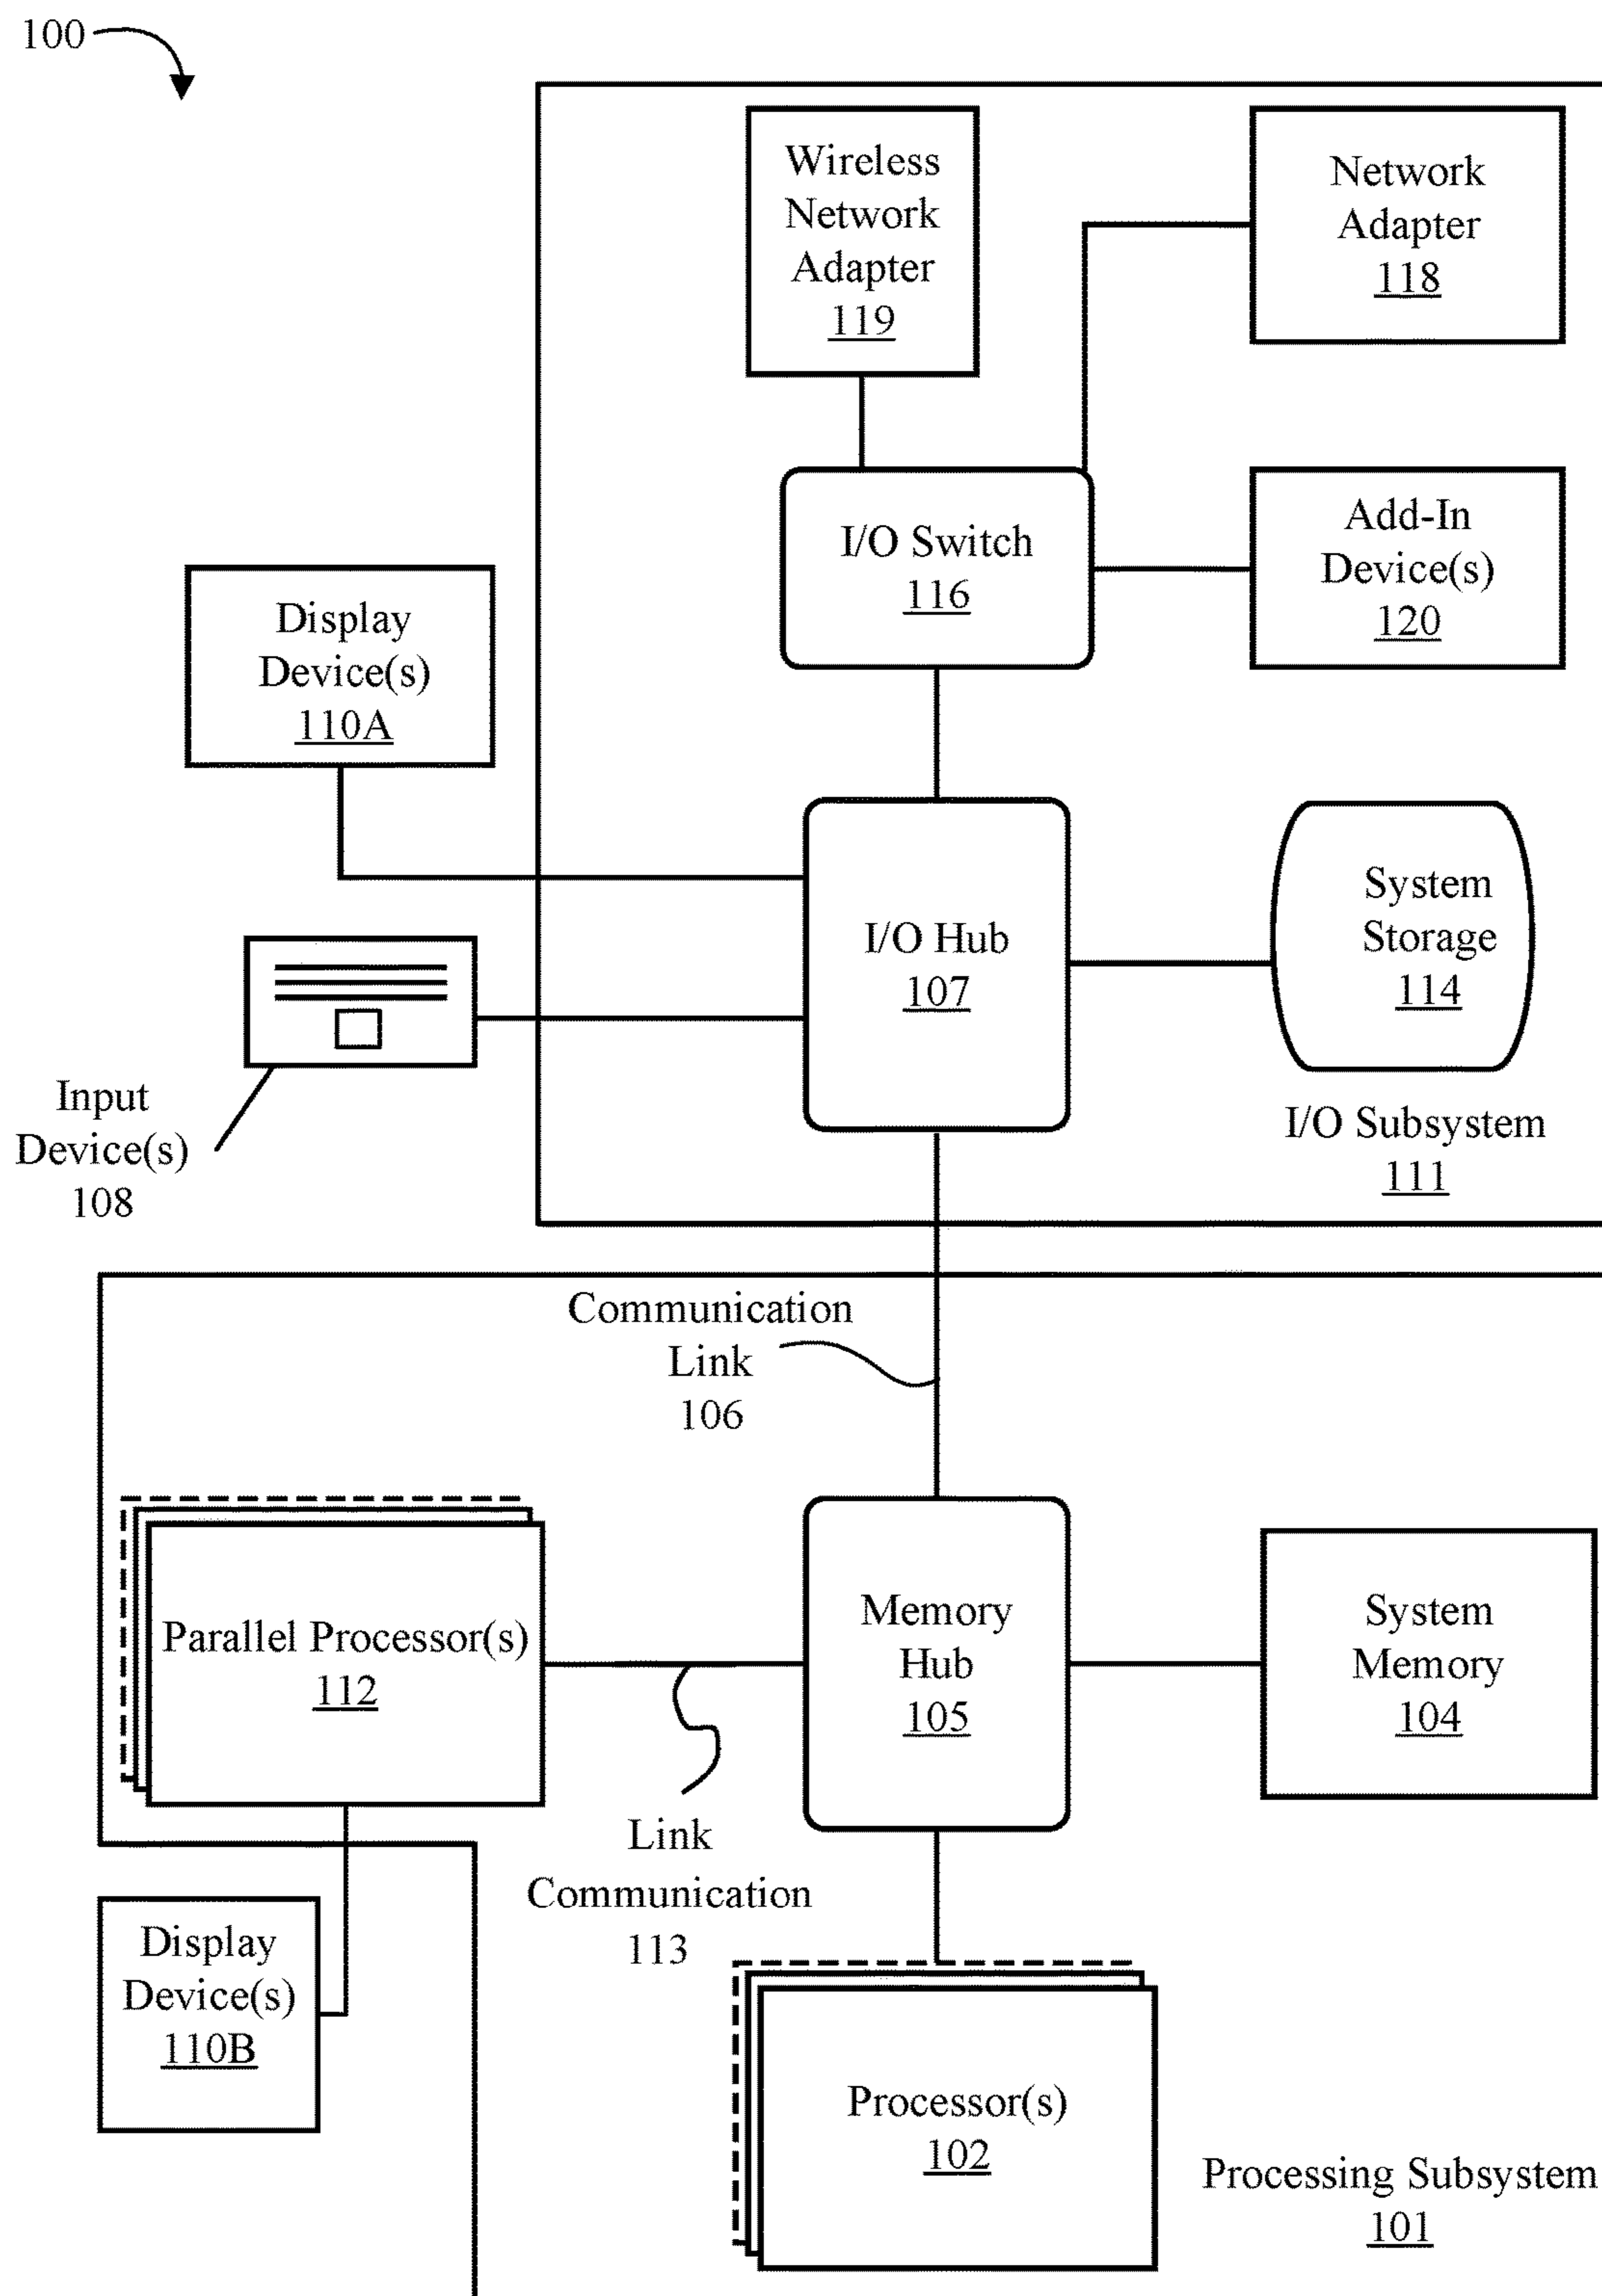 100
Wireless
Network
Adapter
119
Network
Adapter
118
I/O Switch
116
Add-In
Device(s)
120
Display
Device(s)
110A
I/O Hub
107
System
Storage
114
Input
Device(s)
108
I/O Subsystem
111
Communication
Link
106
Parallel Processor(s)
112
Memory
Hub
105
System
Memory
104
Link
Communication
113
Display
Device(s)
110B
Processor(s)
102
Processing Subsystem
101